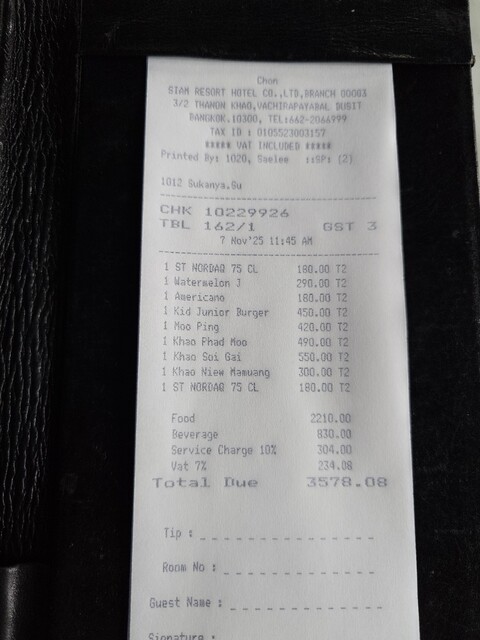 Chon
SIAM RESORT HOTEL CO.,LTD,BRANCH 00003
3/2 THANON KHAO,VACHIRAPAYABAL DUSIT
BANGKOK.10300, TEL:662-2066999
TAX ID : 0105523003157
***** VAT INCLUDED *****
Printed By: 1020, Saelee ::SP: (2)
1012 Sukanya.Su
CHK 10229926
TBL 162/1 GST 3
7 Nov'25 11:45 AM
1 ST NORDAQ 75 CL 180.00 T2
1 Watermelon J 290.00 T2
1 Americano 180.00 T2
1 Kid Junior Burger 450.00 T2
1 Moo Ping 420.00 T2
1 Khao Phad Moo 490.00 T2
1 Khao Soi Gai 550.00 T2
1 Khao Niew Mamuang 300.00 T2
1 ST NORDAQ 75 CL 180.00 T2
Food 2210.00
Beverage 830.00
Service Charge 10% 304.00
Vat 7% 234.08
Total Due 3578.08
Tip :
Room No :
Guest Name :
Signature :